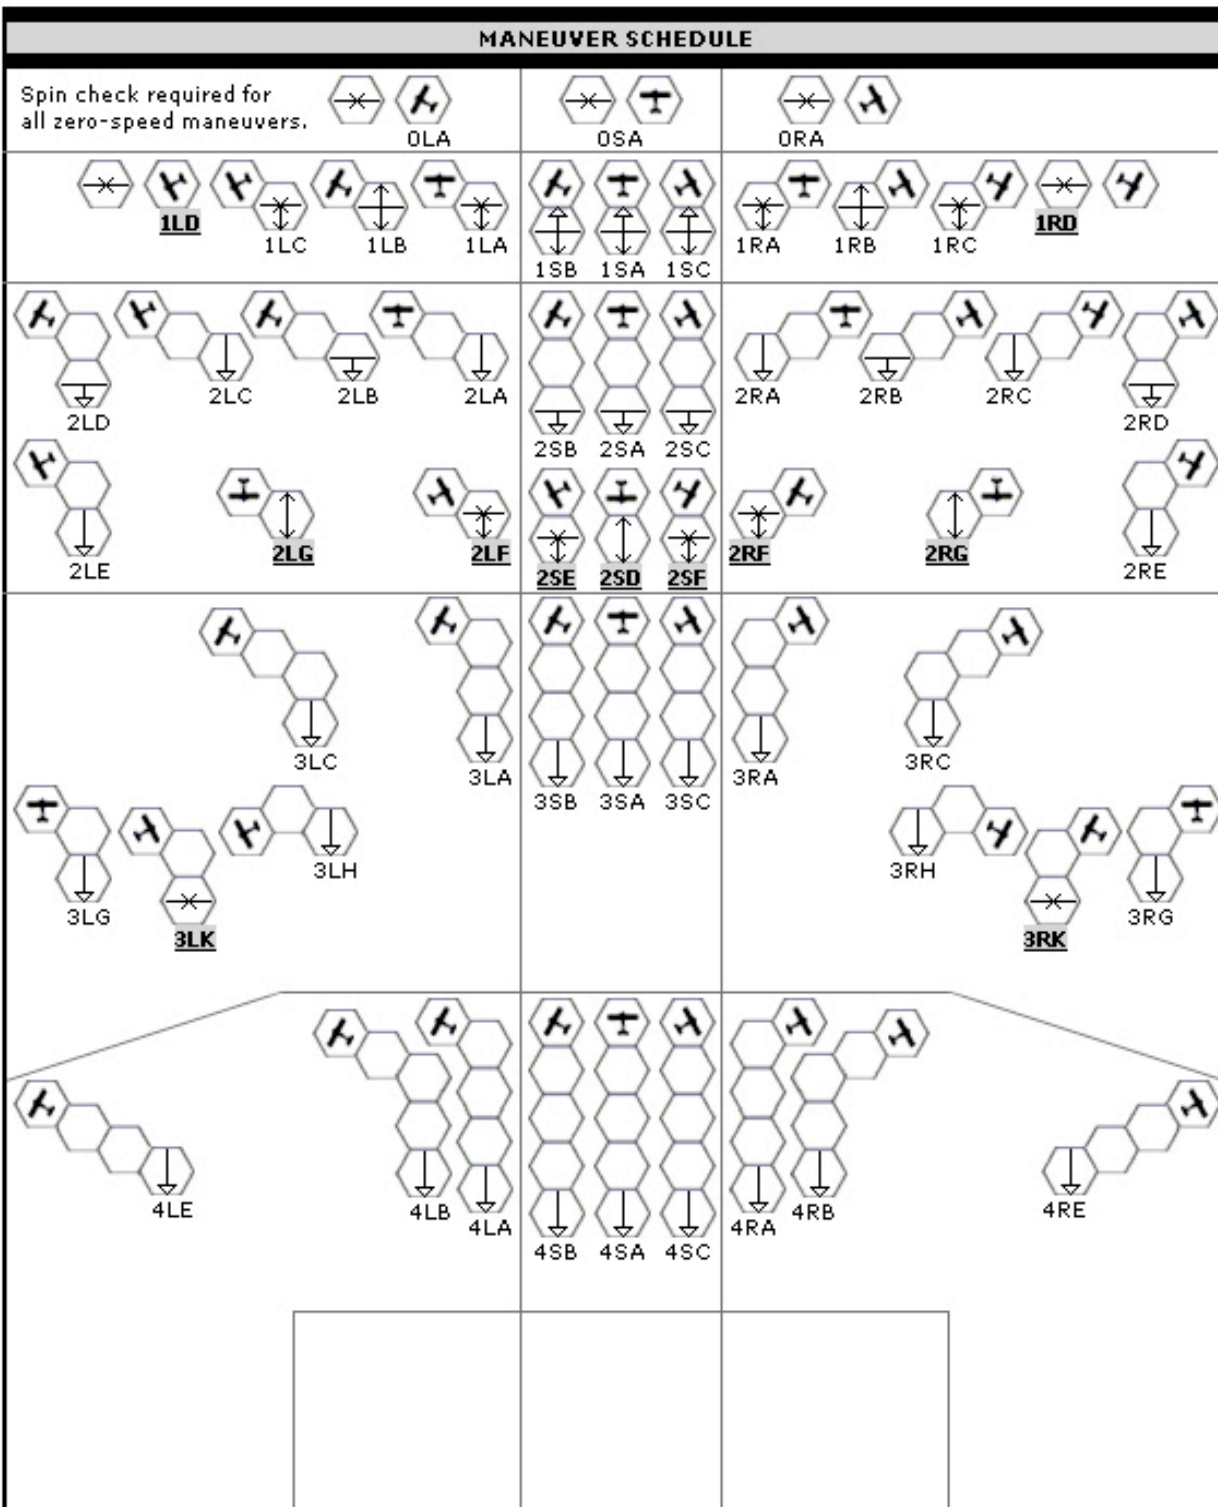 MANEUVER SCHEDULE
Spin check required for
all zero-speed maneuvers.
0LA
0SA
0RA
1LD
1LC
1LB
1LA
1SB
1SA
1SC
1RA
1RB
1RC
1RD
2LD
2LC
2LB
2LA
2SB
2SA
2SC
2RA
2RB
2RC
2RD
2LE
2LG
2LF
2SE
2SD
2SF
2RF
2RG
2RE
3LC
3LA
3SB
3SA
3SC
3RA
3RC
3LG
3LK
3LH
3RH
3RK
3RG
4LE
4LB
4LA
4SB
4SA
4SC
4RA
4RB
4RE